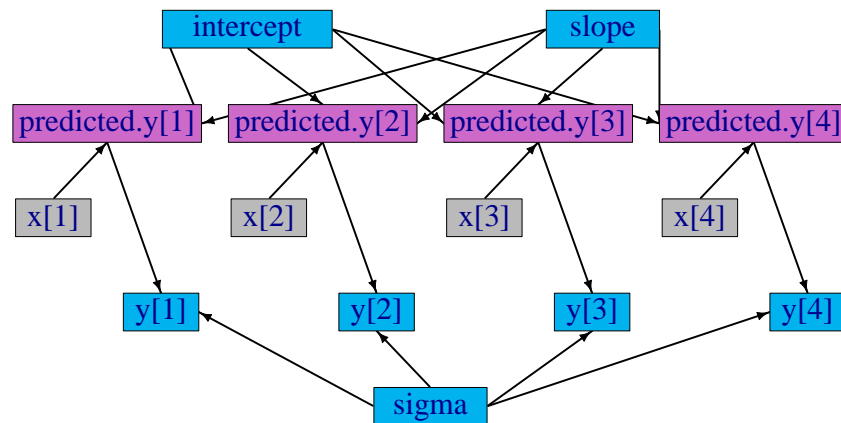 intercept slope
predicted.y[1] predicted.y[2] predicted.y[3] predicted.y[4]
x[1] x[2] x[3] x[4]
y[1] y[2] y[3] y[4]
sigma